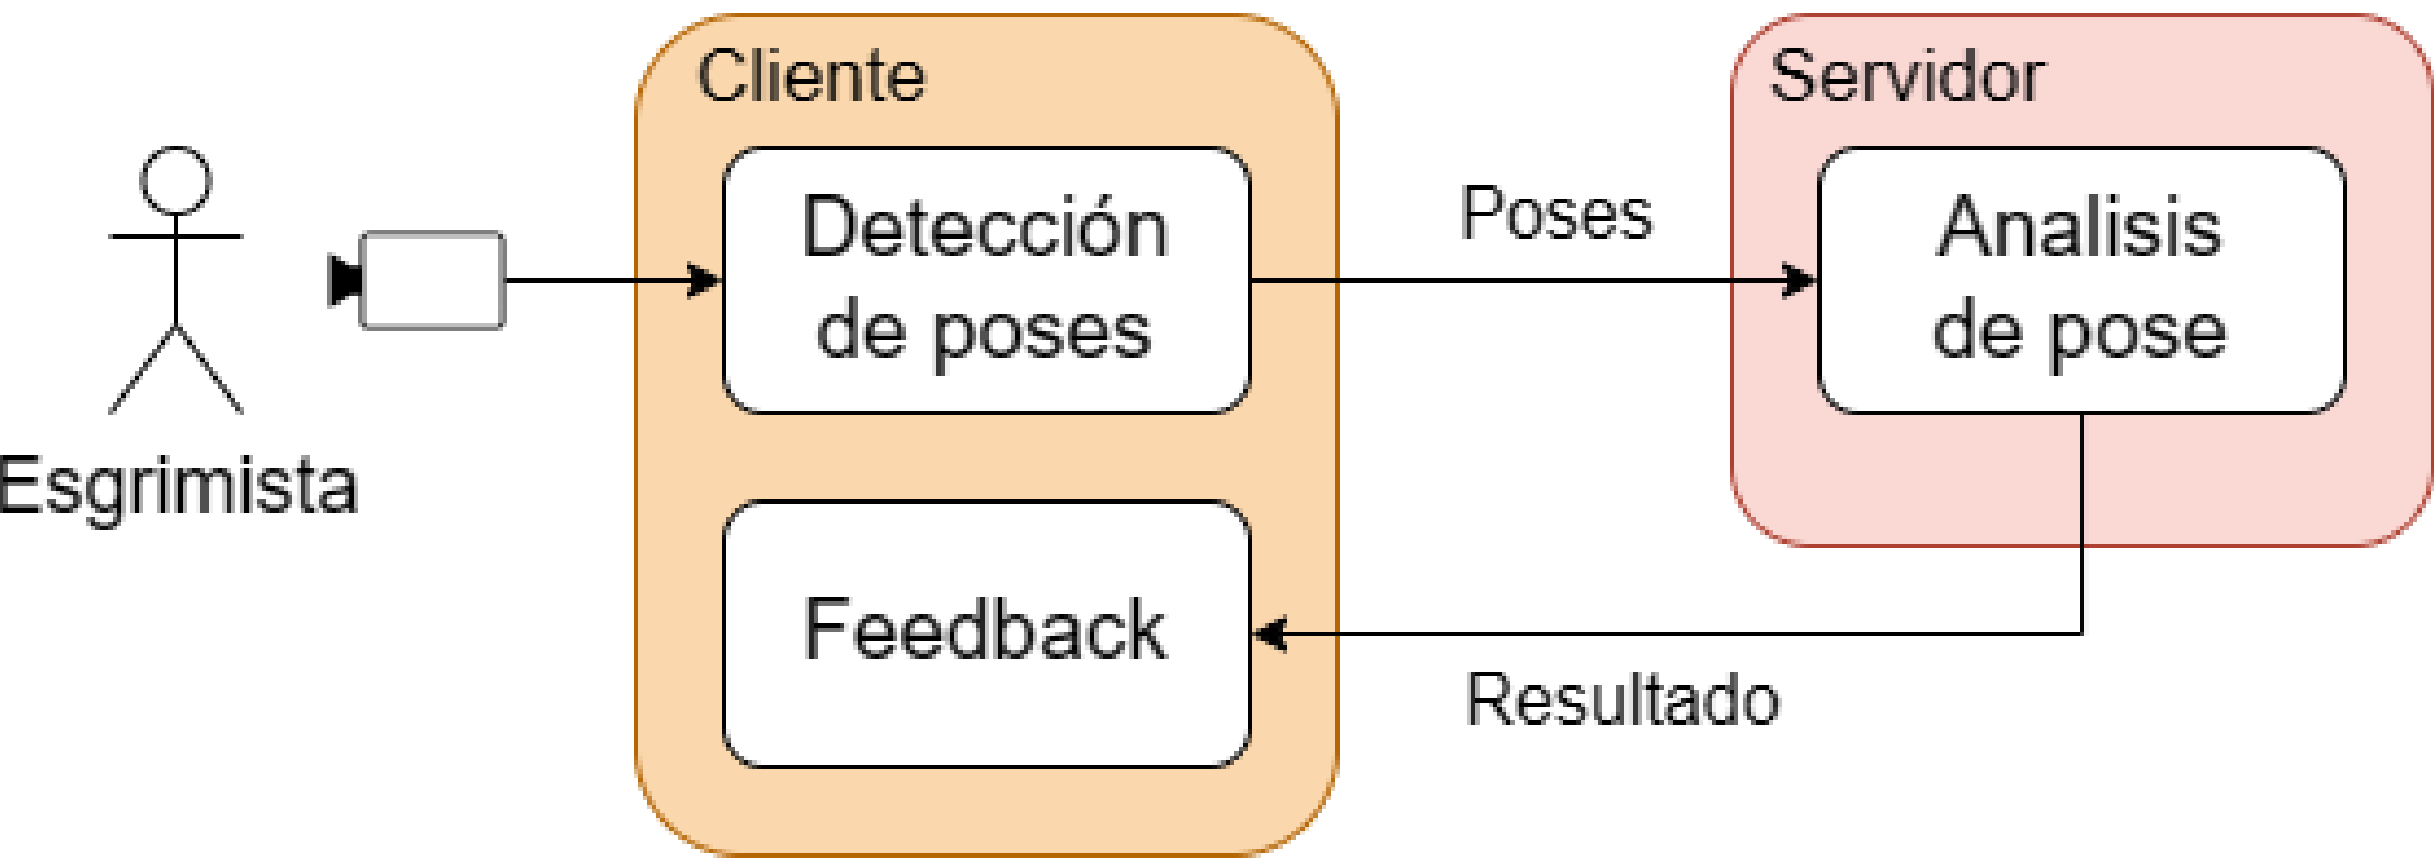 Cliente
Servidor
Detección
de poses
Poses
Analisis
de pose
Esgrimista
Feedback
Resultado